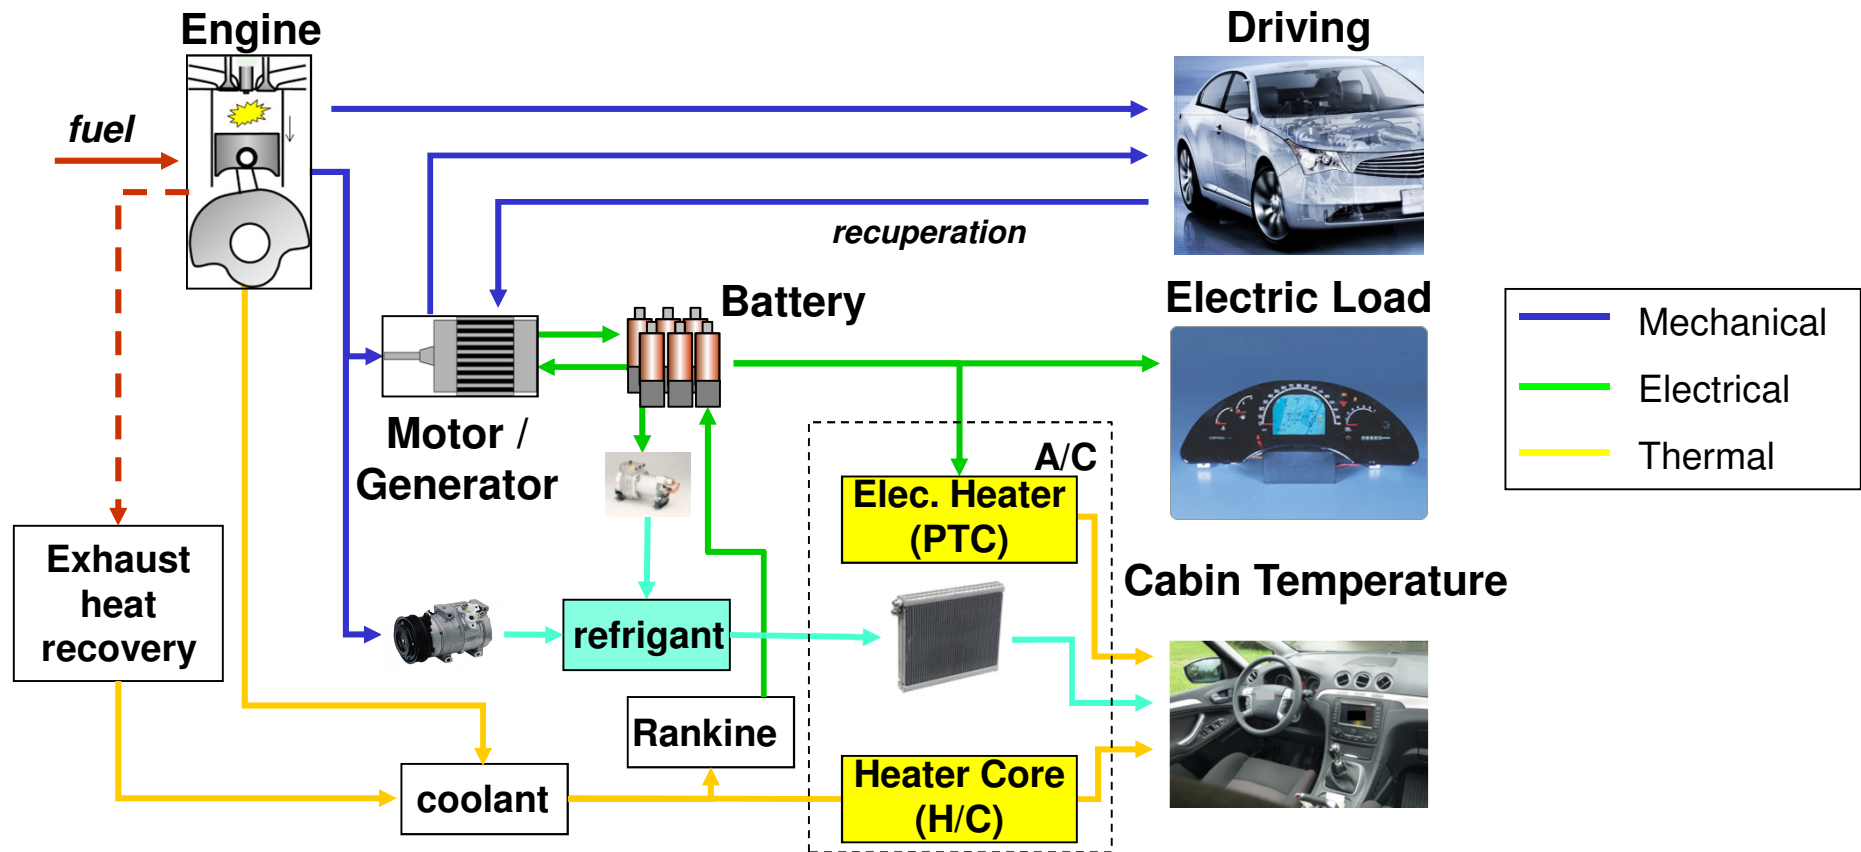 Engine
Driving
fuel
recuperation
Battery
Electric Load
Mechanical
Electrical
Thermal
Motor /
Generator
A/C
Elec. Heater
(PTC)
Exhaust
heat
recovery
Cabin Temperature
refrigant
Rankine
coolant
Heater Core
(H/C)